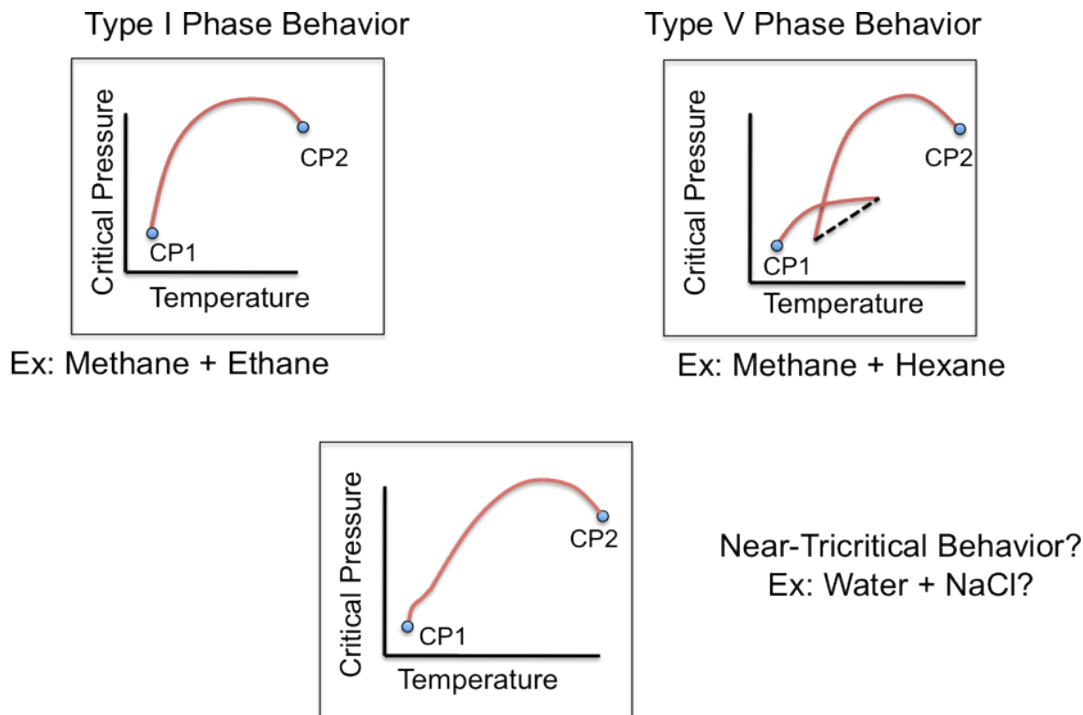 Type I Phase Behavior
Critical Pressure
CP2
CP1
Temperature
Ex: Methane + Ethane
Type V Phase Behavior
Critical Pressure
CP2
CP1
Temperature
Ex: Methane + Hexane
Critical Pressure
CP2
CP1
Temperature
Near-Tricritical Behavior?
Ex: Water + NaCl?